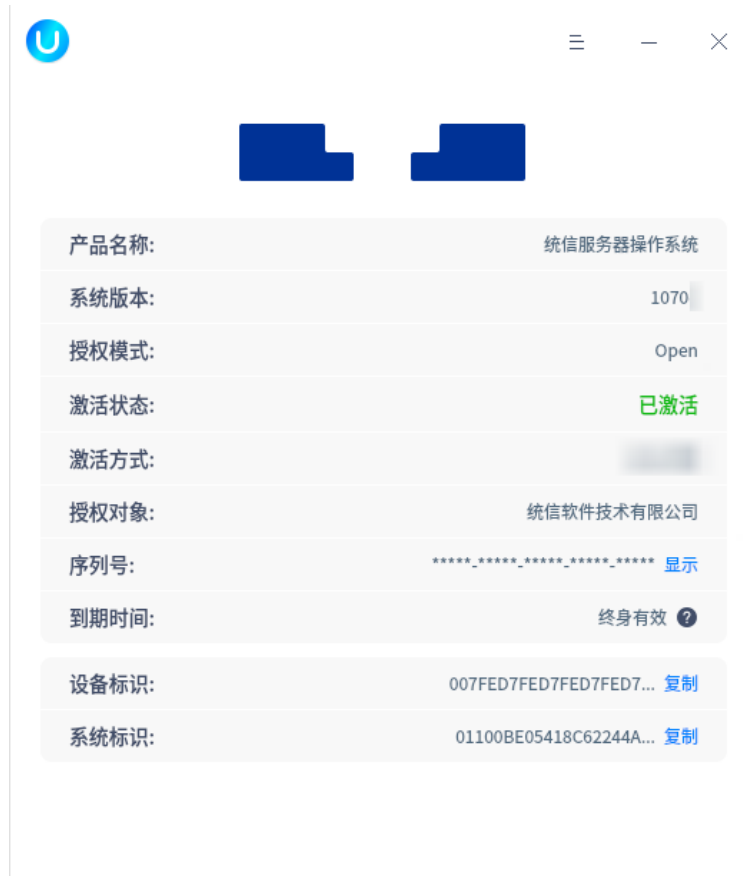 产品名称: 统信服务器操作系统
系统版本: 1070
授权模式: Open
激活状态: 已激活
激活方式:
授权对象: 统信软件技术有限公司
序列号: *****-*****-*****-*****-***** 显示
到期时间: 终身有效 ?
设备标识: 007FED7FED7FED7FED7... 复制
系统标识: 01100BE05418C62244A... 复制